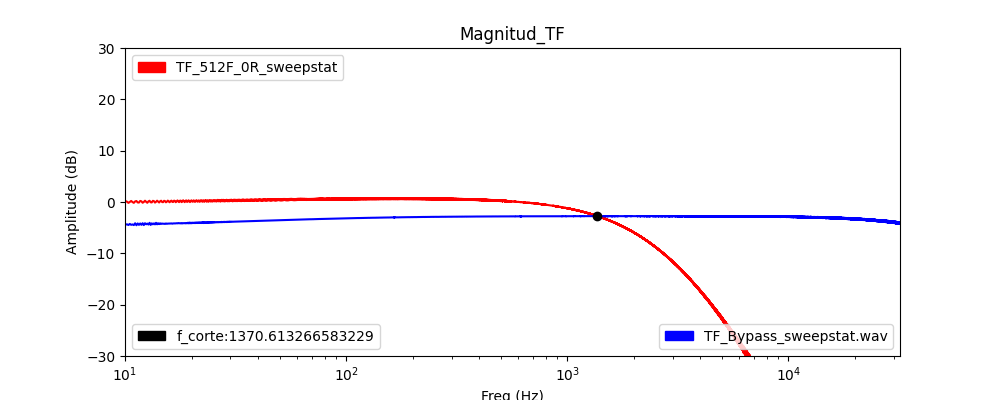 Magnitud_TF
30
20
10
0
−10
−20
−30
Amplitude (dB)
TF_512F_0R_sweepstat
f_corte:1370.613266583229
TF_Bypass_sweepstat.wav
10¹
10²
10³
10⁴
Freq (Hz)